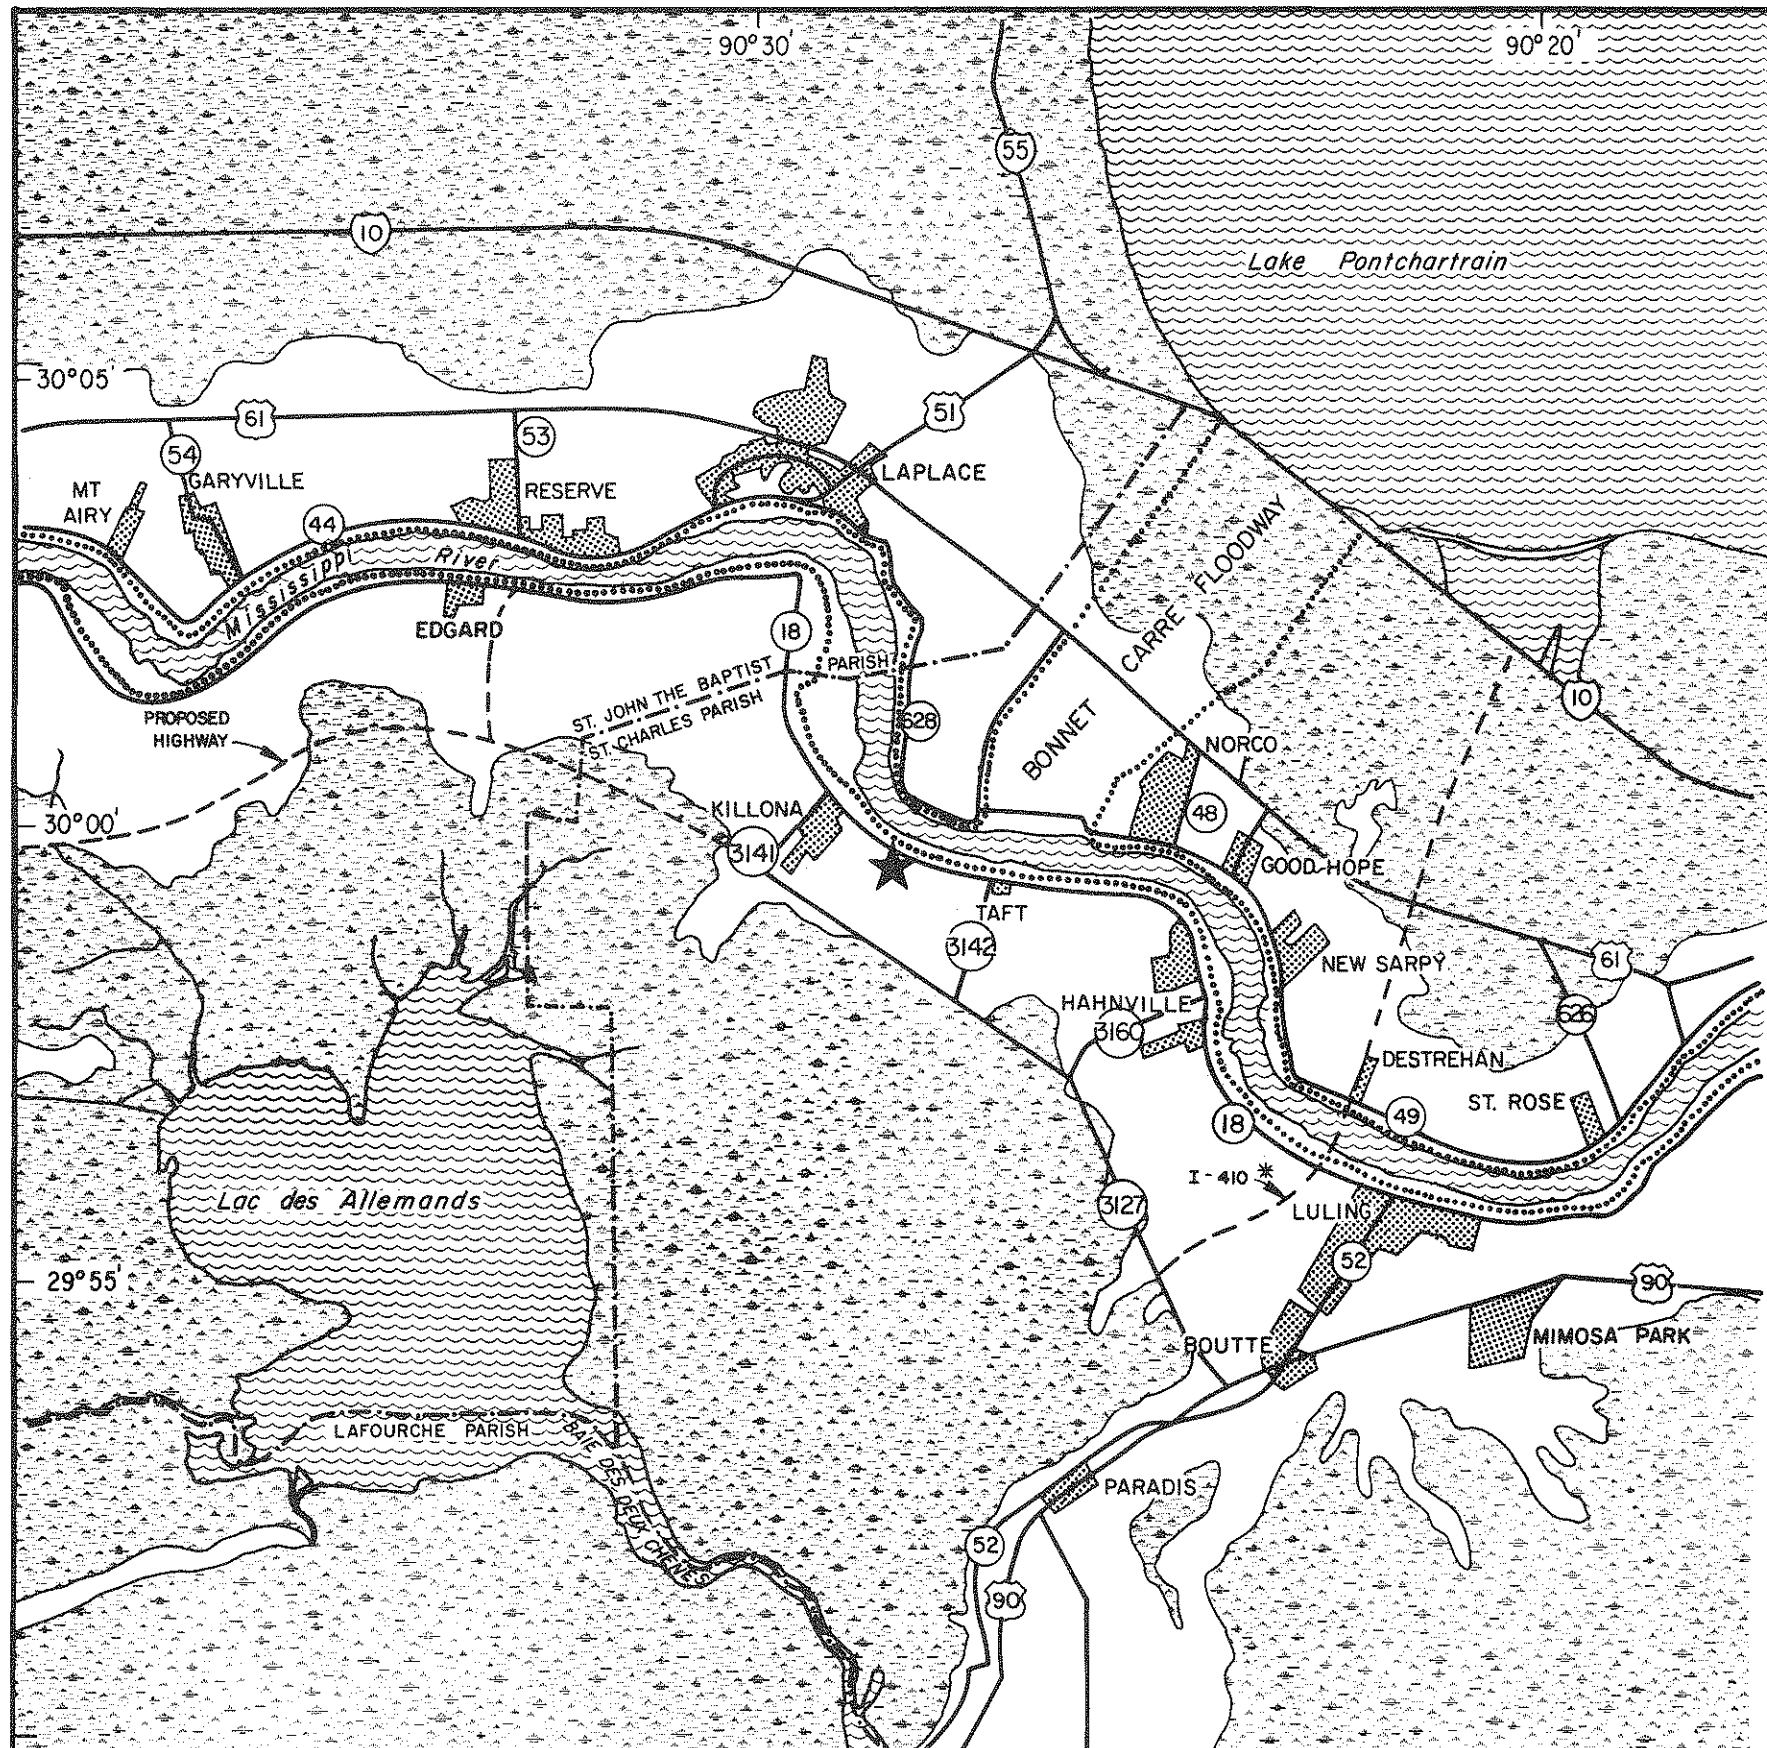 90°30'
90°20'
55
10
Lake Pontchartrain
30°05'
61
53
51
54
GARYVILLE
LAPLACE
MT
AIRY
RESERVE
44
Mississippi River
EDGARD
18
BONNET CARRE FLOODWAY
ST. JOHN THE BAPTIST PARISH
ST. CHARLES PARISH
PROPOSED
HIGHWAY
628
10
NORCO
KILLONA
48
30°00'
3141
GOOD HOPE
TAFT
3142
NEW SARPY
61
HAHNVILLE
3160
626
DESTREHAN
ST. ROSE
49
18
I-410 *
Lac des Allemands
3127
LULING
52
29°55'
90
BOUTTE
MIMOSA PARK
LAFOURCHE PARISH
BAIE DES DEUX CHENES
PARADIS
52
90